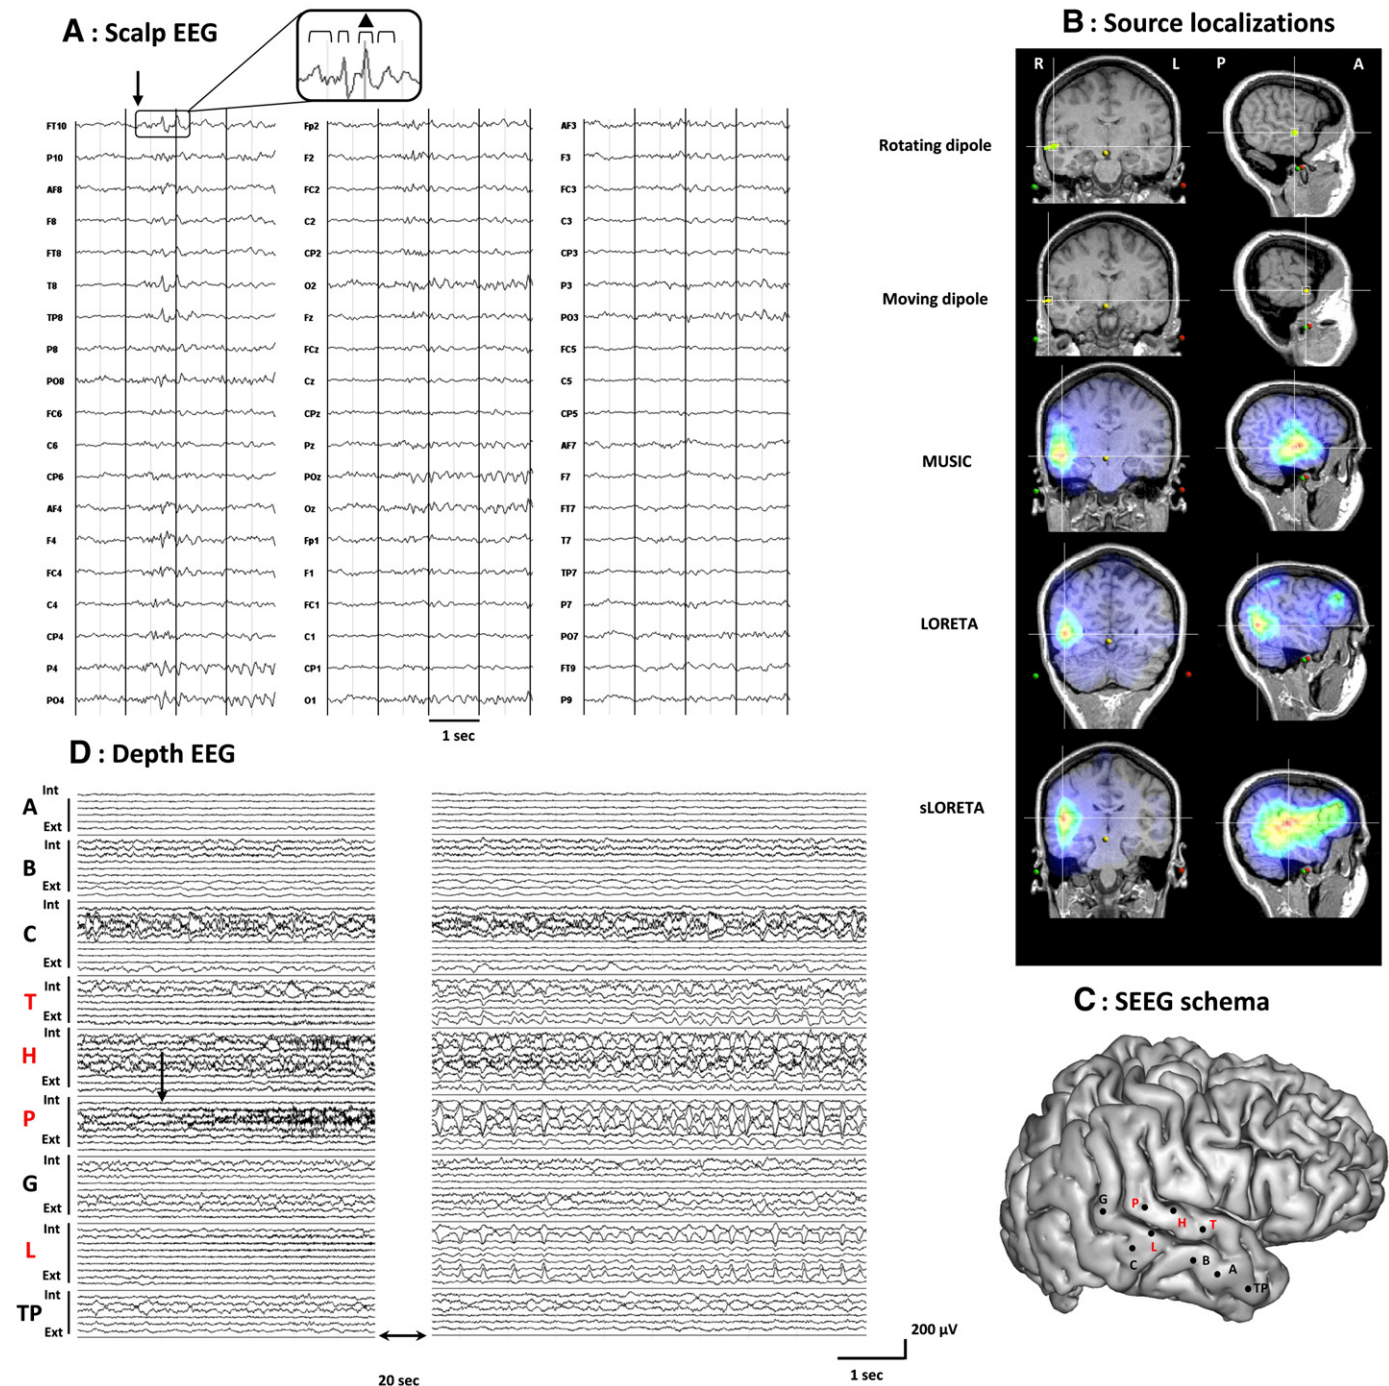 A : Scalp EEG
FT10
P10
AF8
F8
FT8
T8
TP8
P8
PO8
FC6
C6
CP6
AF4
F4
FC4
C4
CP4
P4
PO4
Fp2
F2
FC2
C2
CP2
O2
Fz
FCz
Cz
CPz
Pz
POz
Oz
Fp1
F1
FC1
C1
CP1
O1
AF3
F3
FC3
C3
CP3
P3
PO3
FC5
C5
CP5
AF7
F7
FT7
T7
TP7
P7
PO7
FT9
P9
1 sec
B : Source localizations
R L P A
Rotating dipole
Moving dipole
MUSIC
LORETA
sLORETA
C : SEEG schema
G
P
H
T
L
C
B
A
TP
D : Depth EEG
A Int
Ext
B Int
Ext
C Int
Ext
T Int
Ext
H Int
Ext
P Int
Ext
G Int
Ext
L Int
Ext
TP Int
Ext
20 sec
200 µV
1 sec